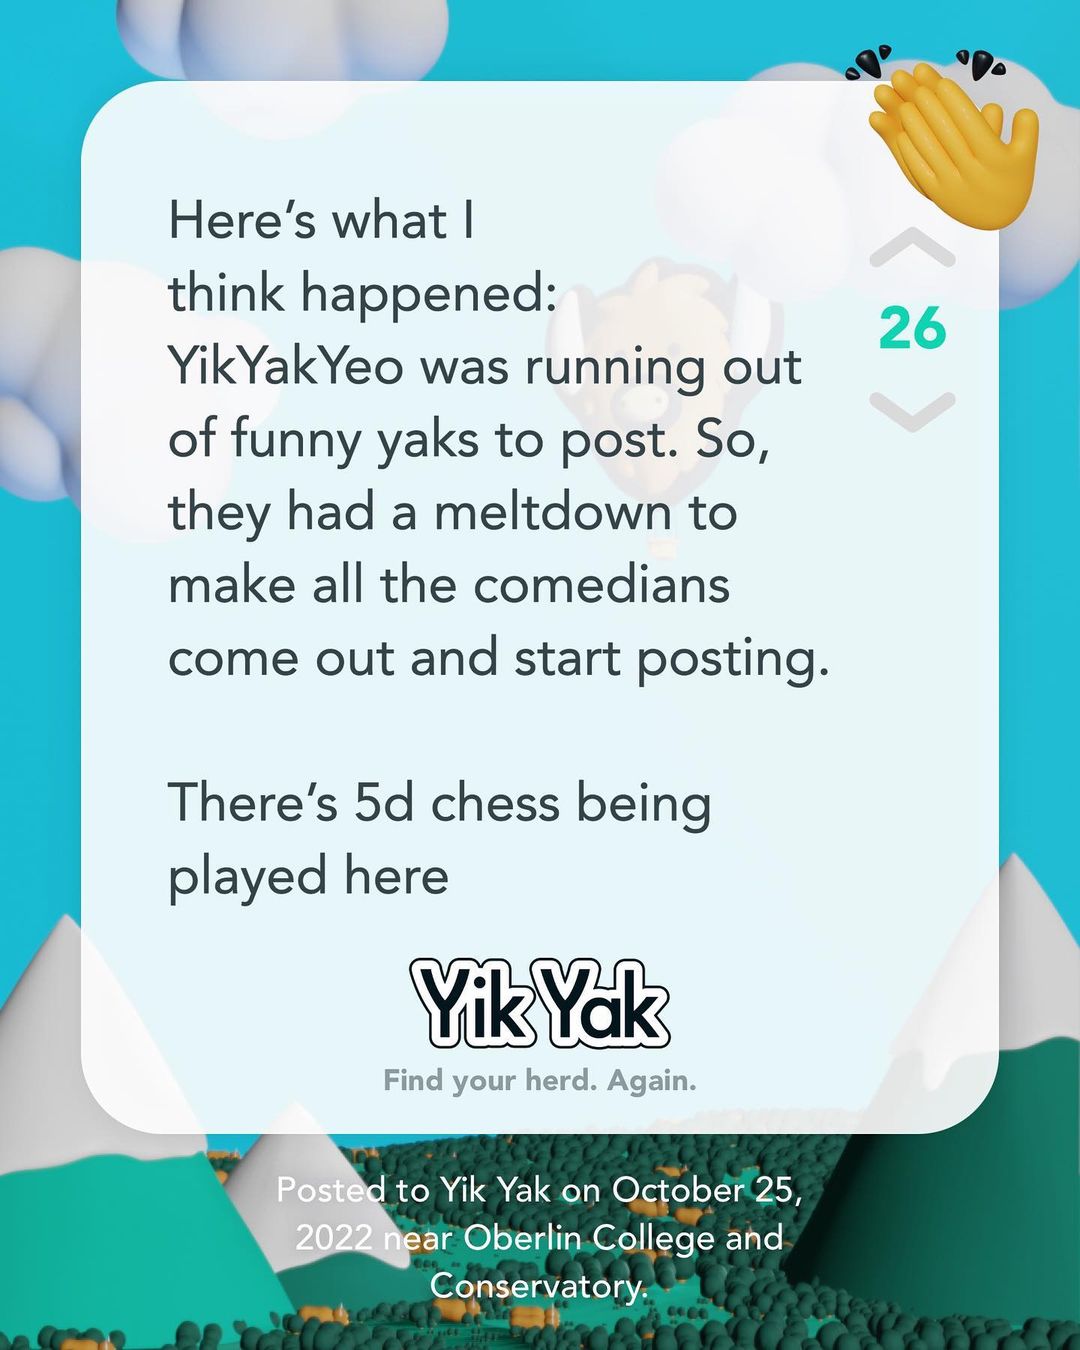 Here’s what I
think happened:
YikYakYeo was running out
of funny yaks to post. So,
they had a meltdown to
make all the comedians
come out and start posting.
There’s 5d chess being
played here
26
Yik Yak
Find your herd. Again.
Posted to Yik Yak on October 25,
2022 near Oberlin College and
Conservatory.